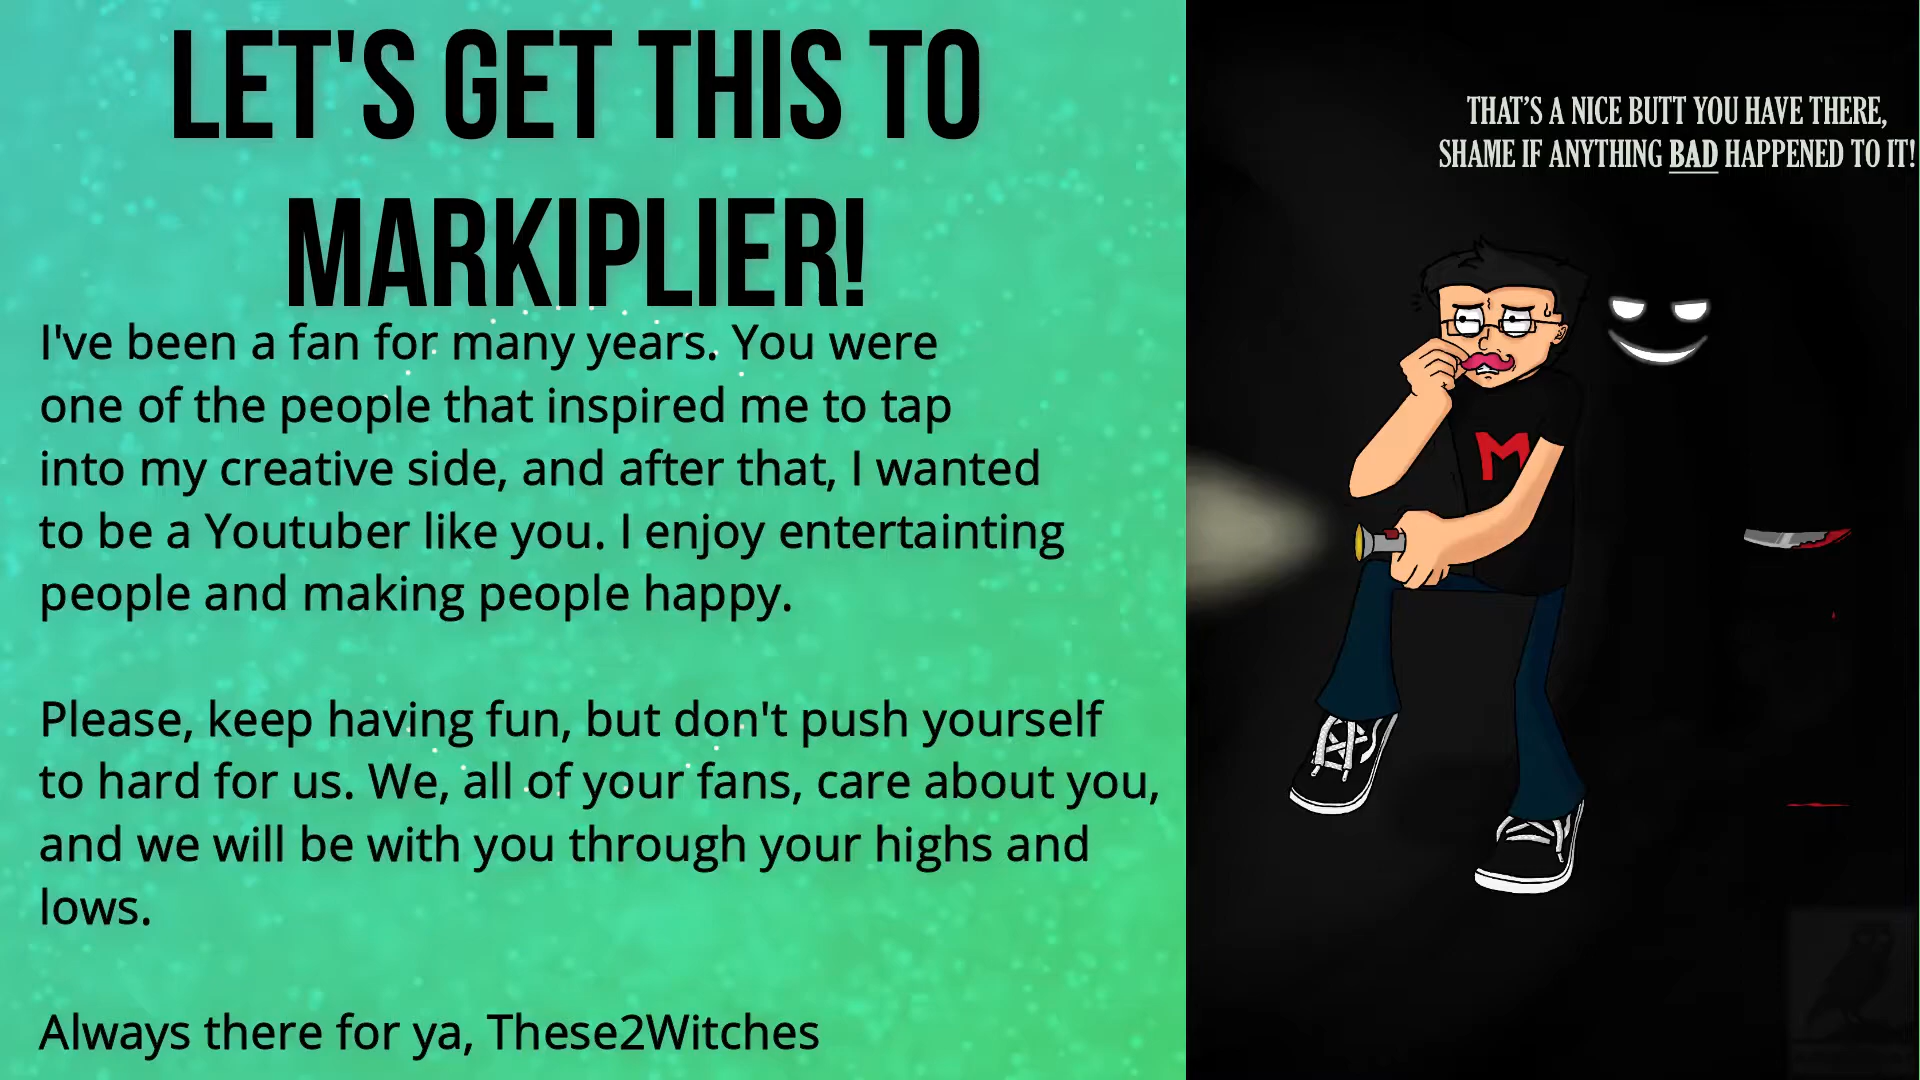 LET'S GET THIS TO
MARKIPLIER!
I've been a fan for many years. You were
one of the people that inspired me to tap
into my creative side, and after that, I wanted
to be a Youtuber like you. I enjoy entertainting
people and making people happy.
Please, keep having fun, but don't push yourself
to hard for us. We, all of your fans, care about you,
and we will be with you through your highs and
lows.
Always there for ya, These2Witches
THAT'S A NICE BUTT YOU HAVE THERE,
SHAME IF ANYTHING BAD HAPPENED TO IT!
M